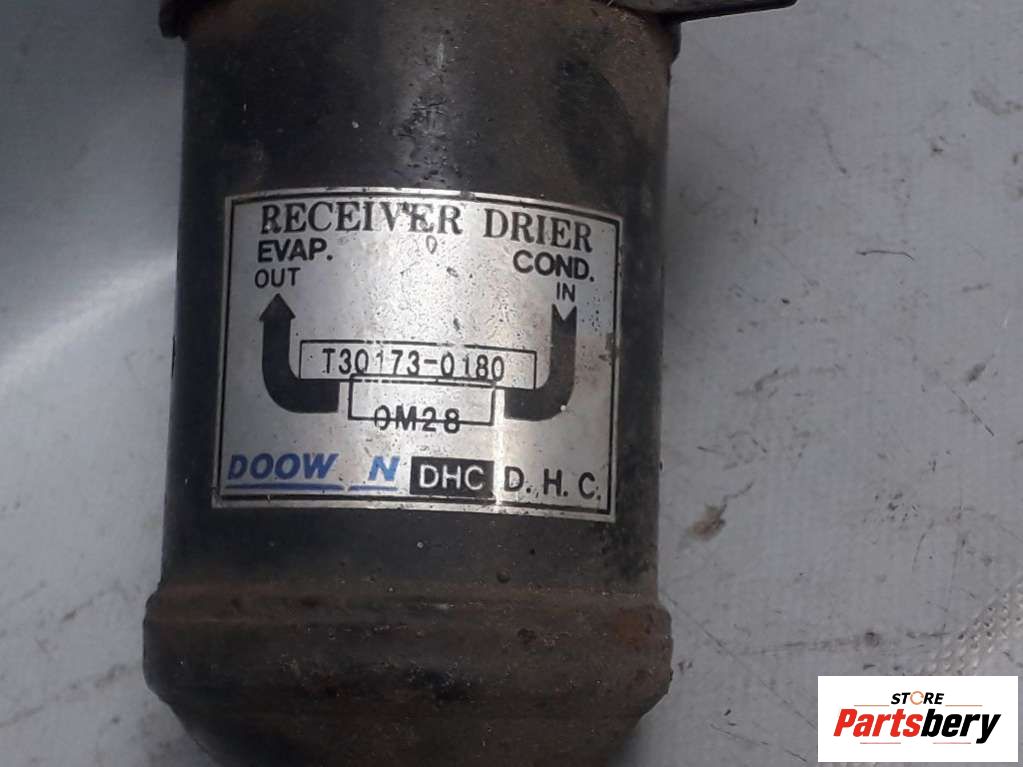 RECEIVER DRIER
EVAP. COND.
OUT IN
T30173-0180
0M28
DOOW N DHC D. H. C.
STORE
Partsbery